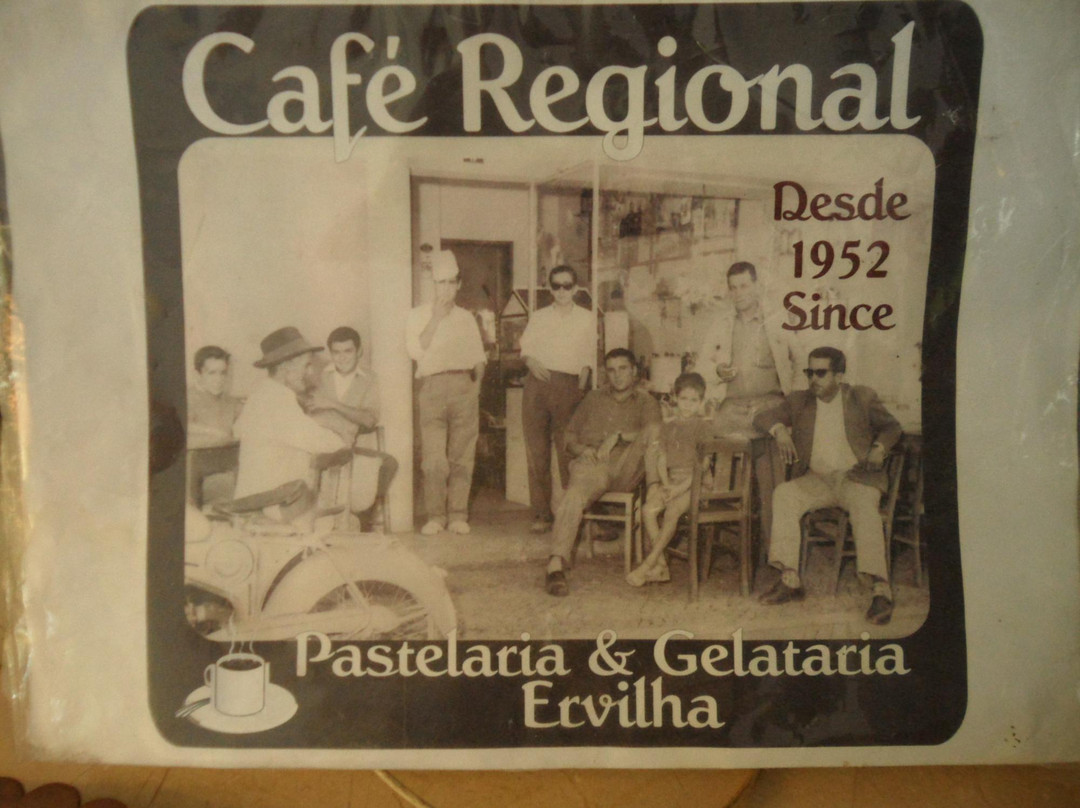 Café Regional
Desde
1952
Since
Pastelaria & Gelataria
Ervilha